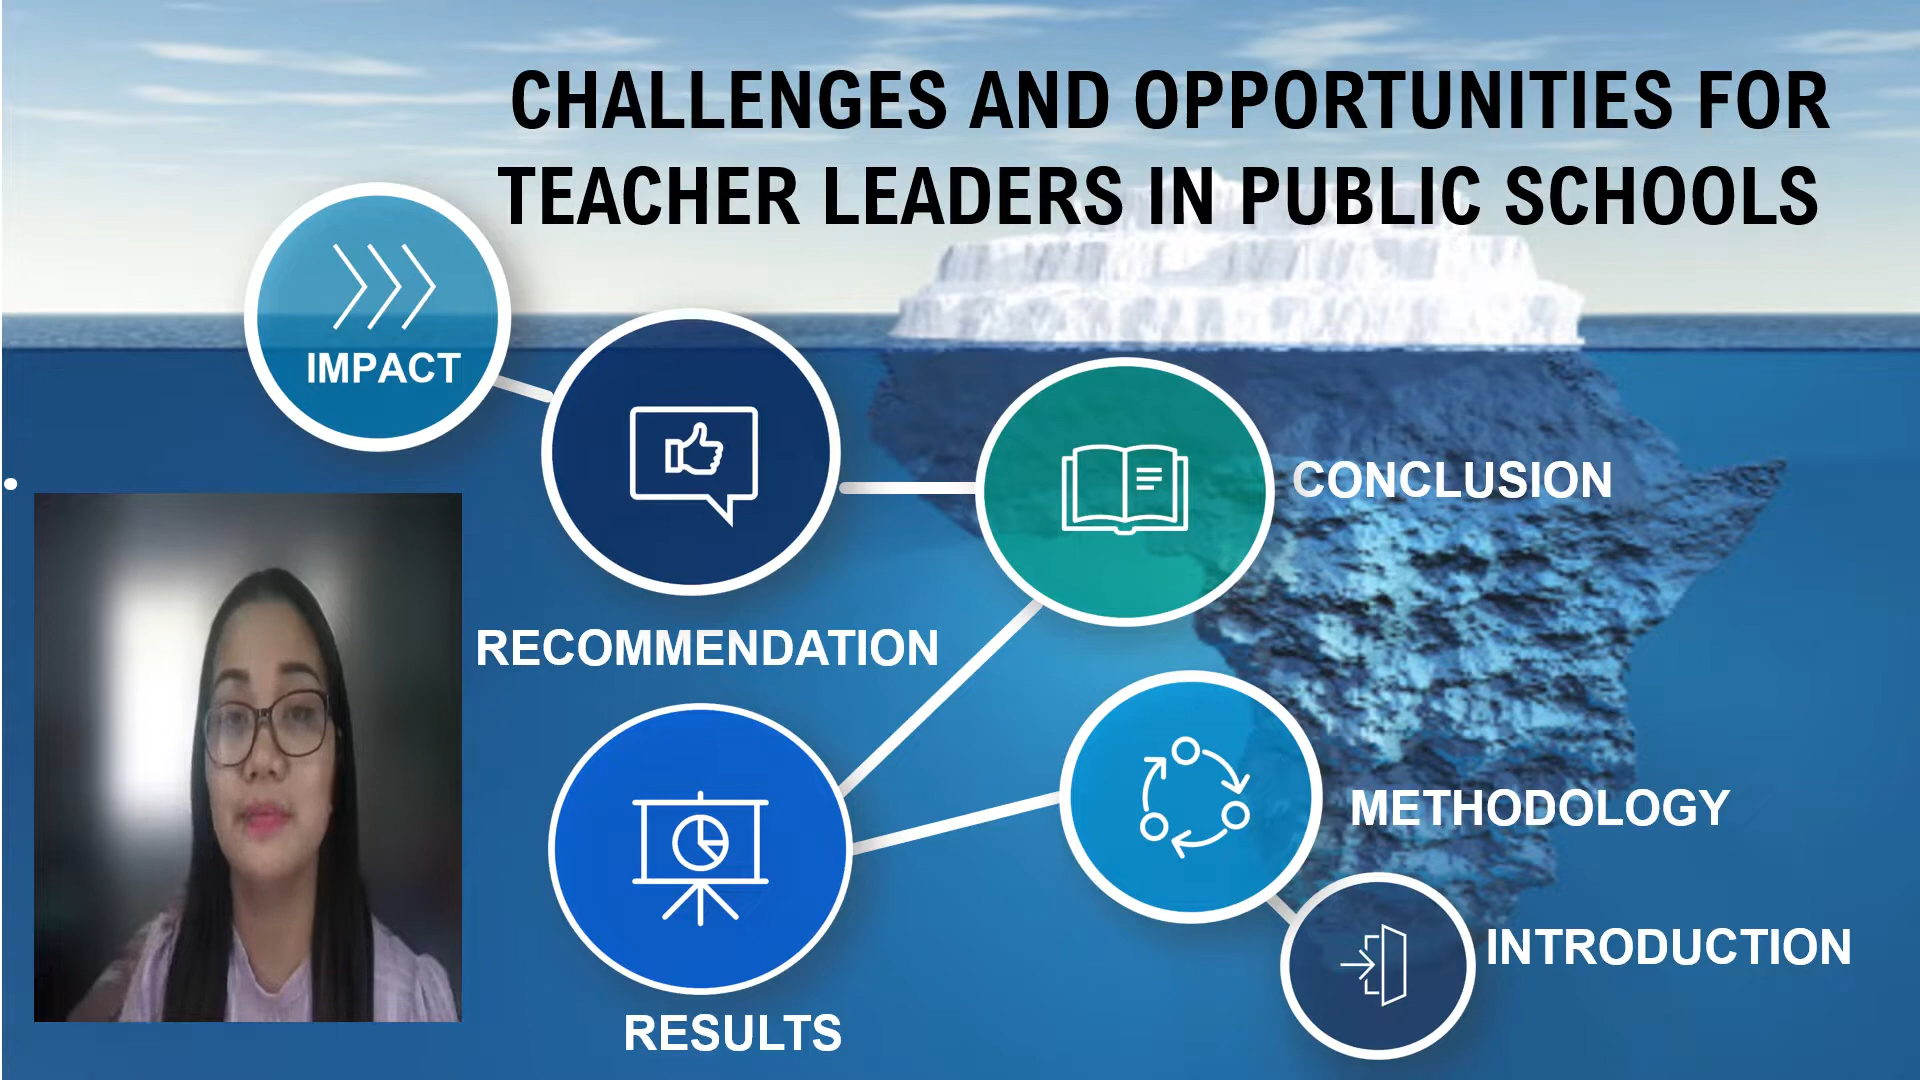 CHALLENGES AND OPPORTUNITIES FOR
TEACHER LEADERS IN PUBLIC SCHOOLS
IMPACT
CONCLUSION
RECOMMENDATION
METHODOLOGY
INTRODUCTION
RESULTS